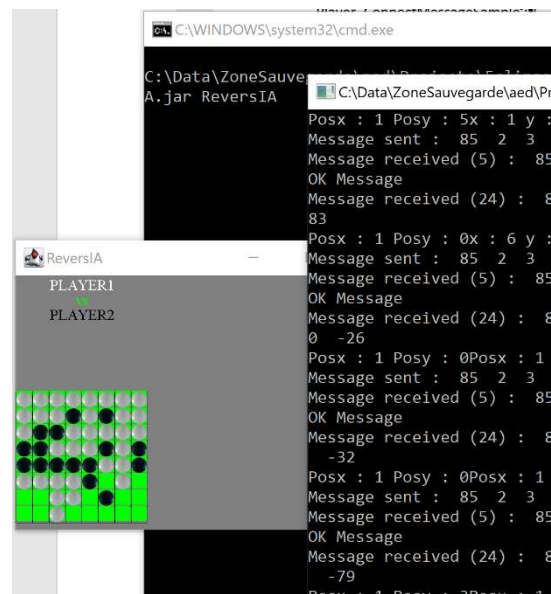 C:\WINDOWS\system32\cmd.exe
A.jar ReversIA
C:\Data\ZoneSauvegarde\aed\Pr
Posx : 1 Posy : 5x : 1 y :
Message sent :  85  2  3
Message received (5) :  85
OK Message
Message received (24) :  8
83
Posx : 1 Posy : 0x : 6 y :
Message sent :  85  2  3
Message received (5) :  85
OK Message
Message received (24) :  8
0  -26
Posx : 1 Posy : 0Posx : 1
Message sent :  85  2  3
Message received (5) :  85
OK Message
Message received (24) :  8
-32
Posx : 1 Posy : 0Posx : 1
Message sent :  85  2  3
Message received (5) :  85
OK Message
Message received (24) :  8
-79
ReversIA
PLAYER1
vs
PLAYER2